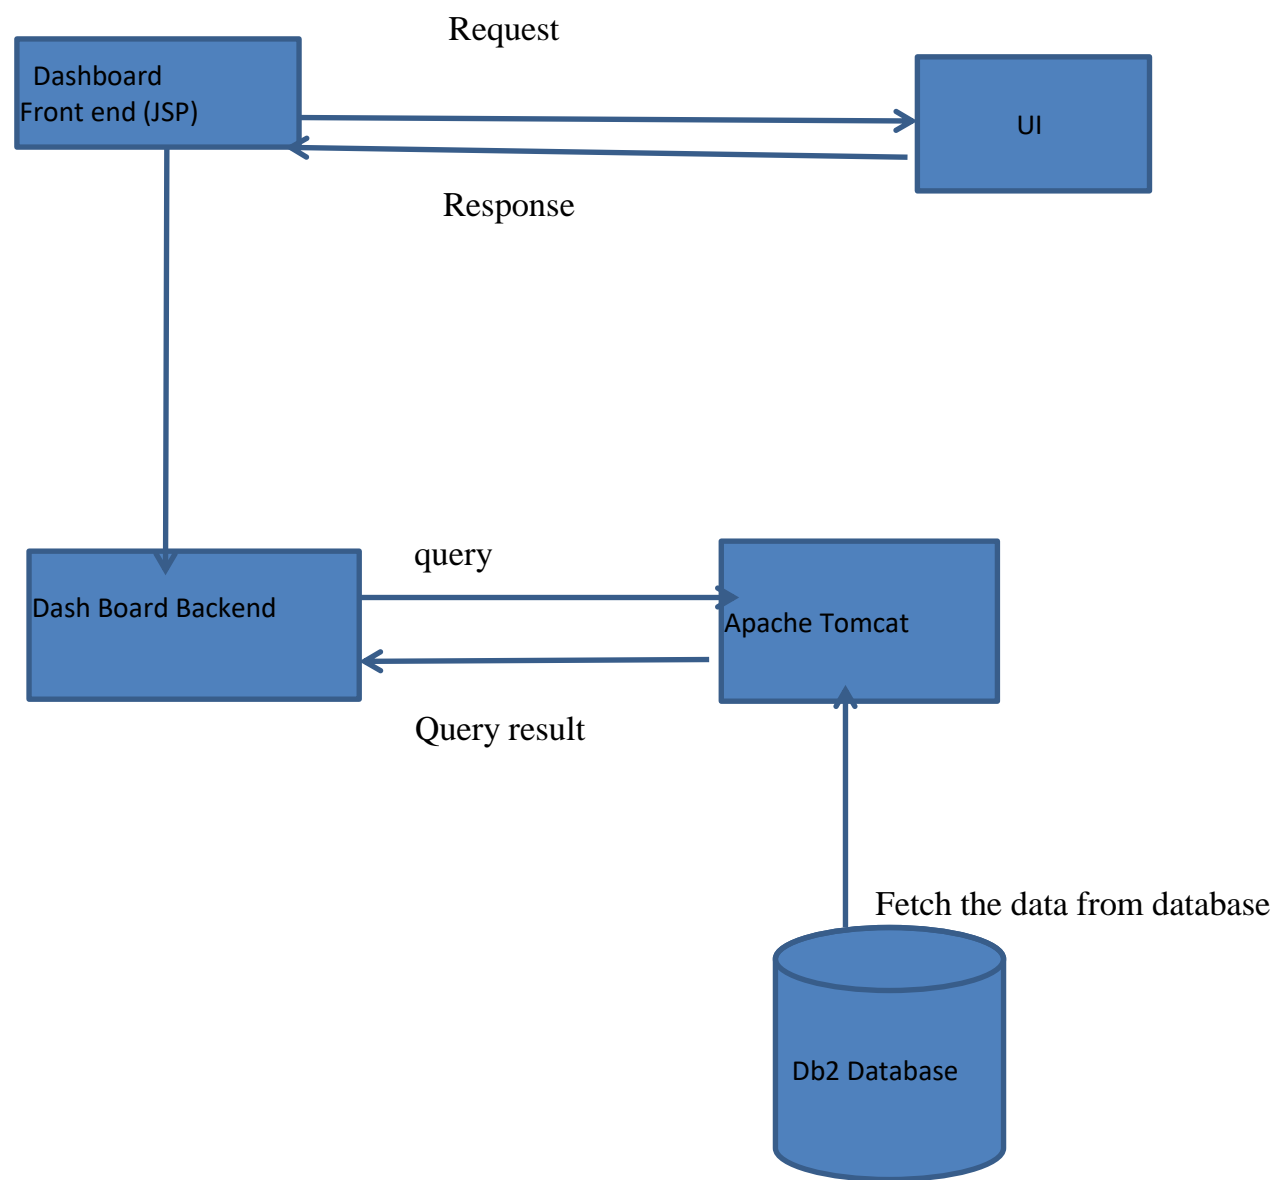 Request
Dashboard
Front end (JSP)
UI
Response
query
Dash Board Backend
Apache Tomcat
Query result
Fetch the data from database
Db2 Database